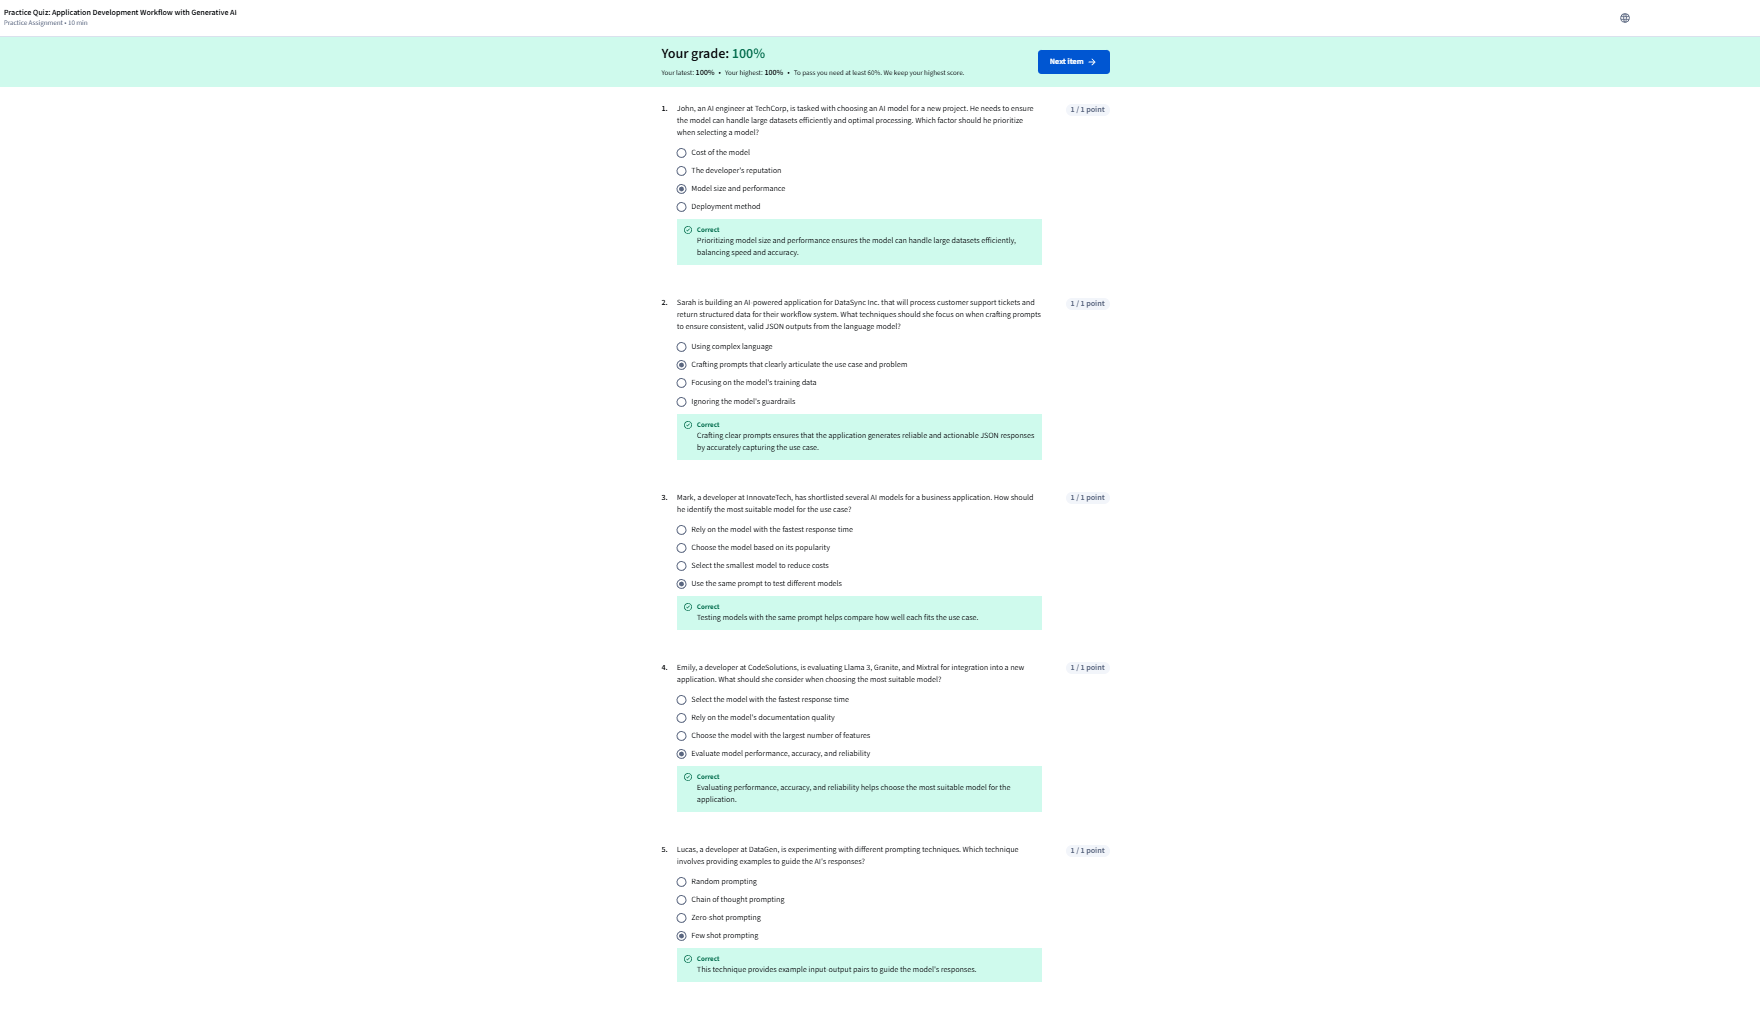 Practice Quiz: Application Development Workflow with Generative AI
Practice Assignment • 10 min
Your grade: 100%
Your latest: 100% • Your highest: 100% • To pass you need at least 60%. We keep your highest score.
Next item →
1. John, an AI engineer at TechCorp, is tasked with choosing an AI model for a new project. He needs to ensure
the model can handle large datasets efficiently and optimal processing. Which factor should he prioritize
when selecting a model?
1 / 1 point
Cost of the model
The developer's reputation
Model size and performance
Deployment method
Correct
Prioritizing model size and performance ensures the model can handle large datasets efficiently,
balancing speed and accuracy.
2. Sarah is building an AI-powered application for DataSync Inc. that will process customer support tickets and
return structured data for their workflow system. What techniques should she focus on when crafting prompts
to ensure consistent, valid JSON outputs from the language model?
1 / 1 point
Using complex language
Crafting prompts that clearly articulate the use case and problem
Focusing on the model's training data
Ignoring the model's guardrails
Correct
Crafting clear prompts ensures that the application generates reliable and actionable JSON responses
by accurately capturing the use case.
3. Mark, a developer at InnovateTech, has shortlisted several AI models for a business application. How should
he identify the most suitable model for the use case?
1 / 1 point
Rely on the model with the fastest response time
Choose the model based on its popularity
Select the smallest model to reduce costs
Use the same prompt to test different models
Correct
Testing models with the same prompt helps compare how well each fits the use case.
4. Emily, a developer at CodeSolutions, is evaluating Llama 3, Granite, and Mixtral for integration into a new
application. What should she consider when choosing the most suitable model?
1 / 1 point
Select the model with the fastest response time
Rely on the model's documentation quality
Choose the model with the largest number of features
Evaluate model performance, accuracy, and reliability
Correct
Evaluating performance, accuracy, and reliability helps choose the most suitable model for the
application.
5. Lucas, a developer at DataGen, is experimenting with different prompting techniques. Which technique
involves providing examples to guide the AI's responses?
1 / 1 point
Random prompting
Chain of thought prompting
Zero-shot prompting
Few shot prompting
Correct
This technique provides example input-output pairs to guide the model's responses.